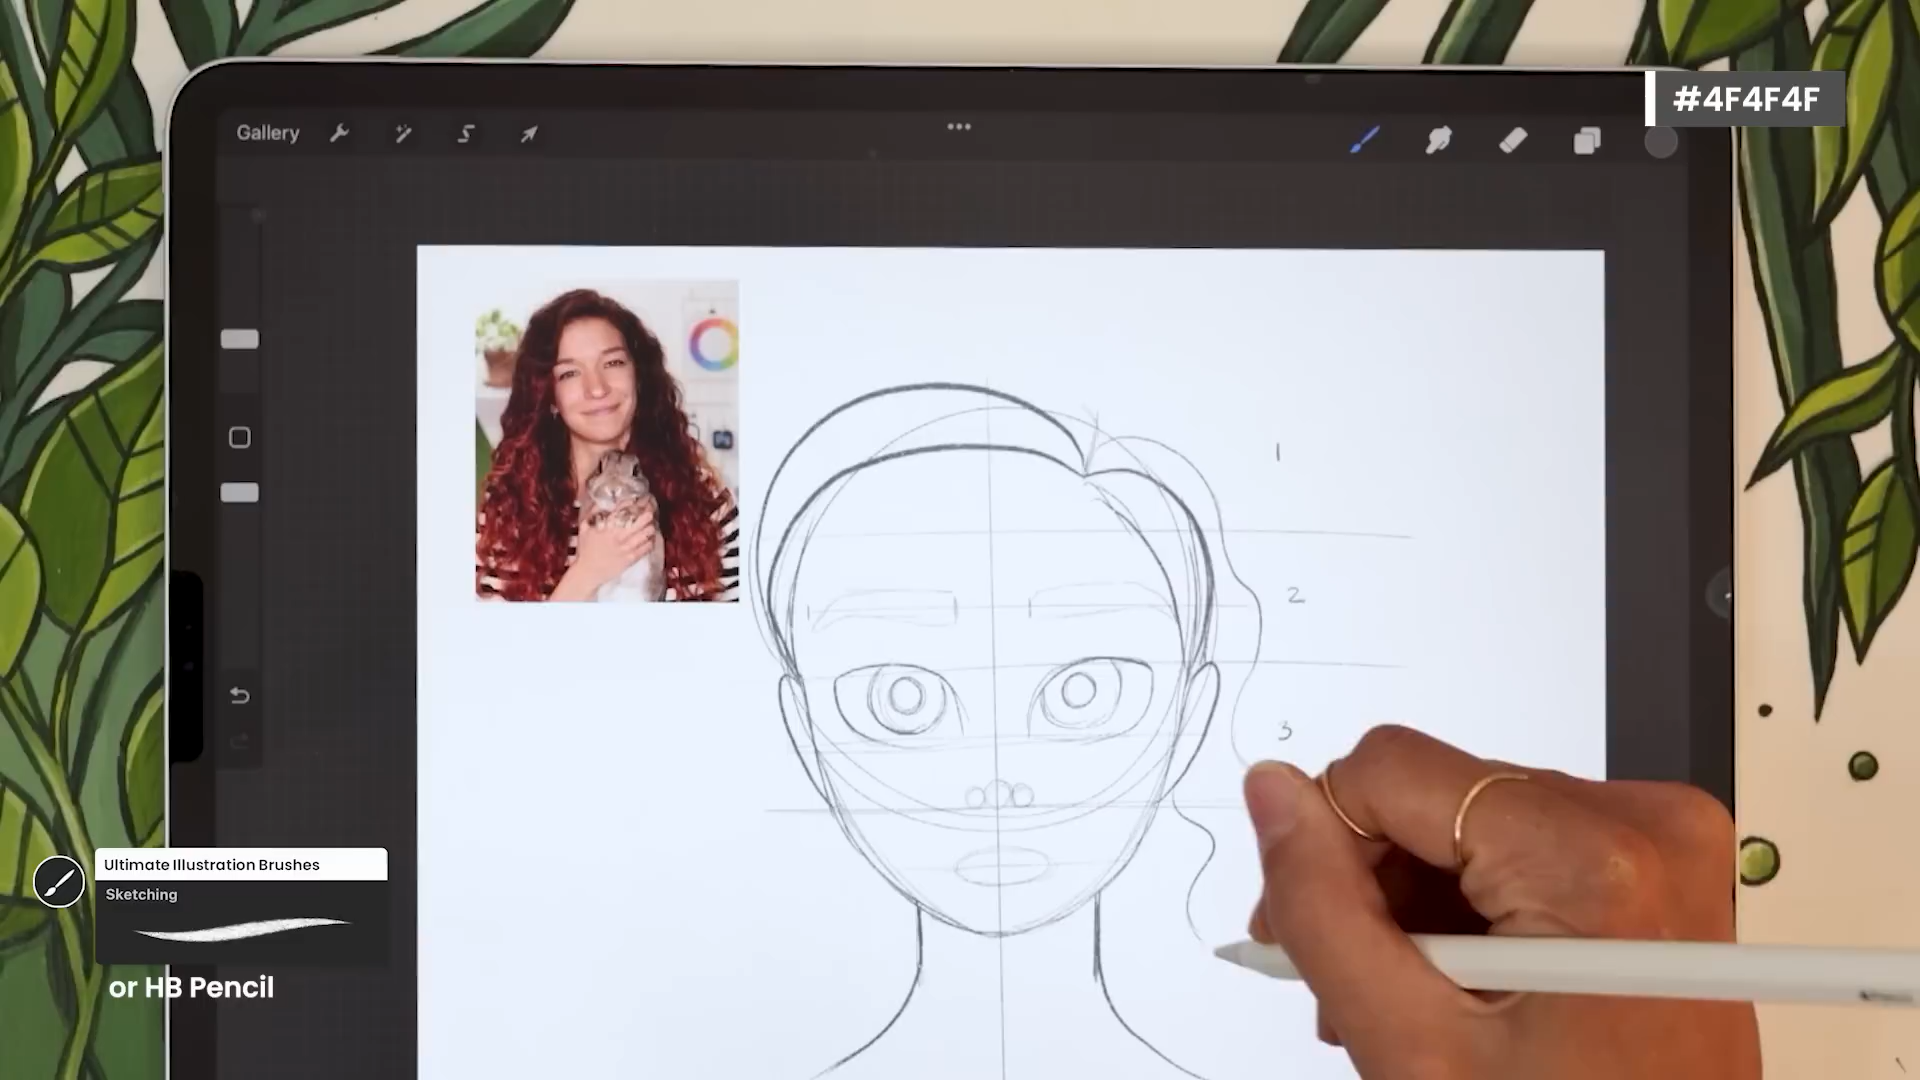 #4F4F4F
Gallery
1
2
3
Ultimate Illustration Brushes
Sketching
or HB Pencil